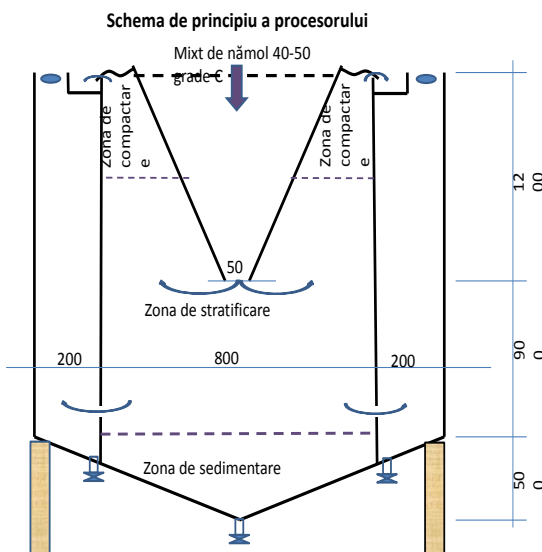 Schema de principiu a procesorului
Mixt de nămol 40-50
grade C
Zona de
compactar
e
Zona de
compactar
e
12
00
50
Zona de stratificare
90
0
200
800
200
Zona de sedimentare
50
0